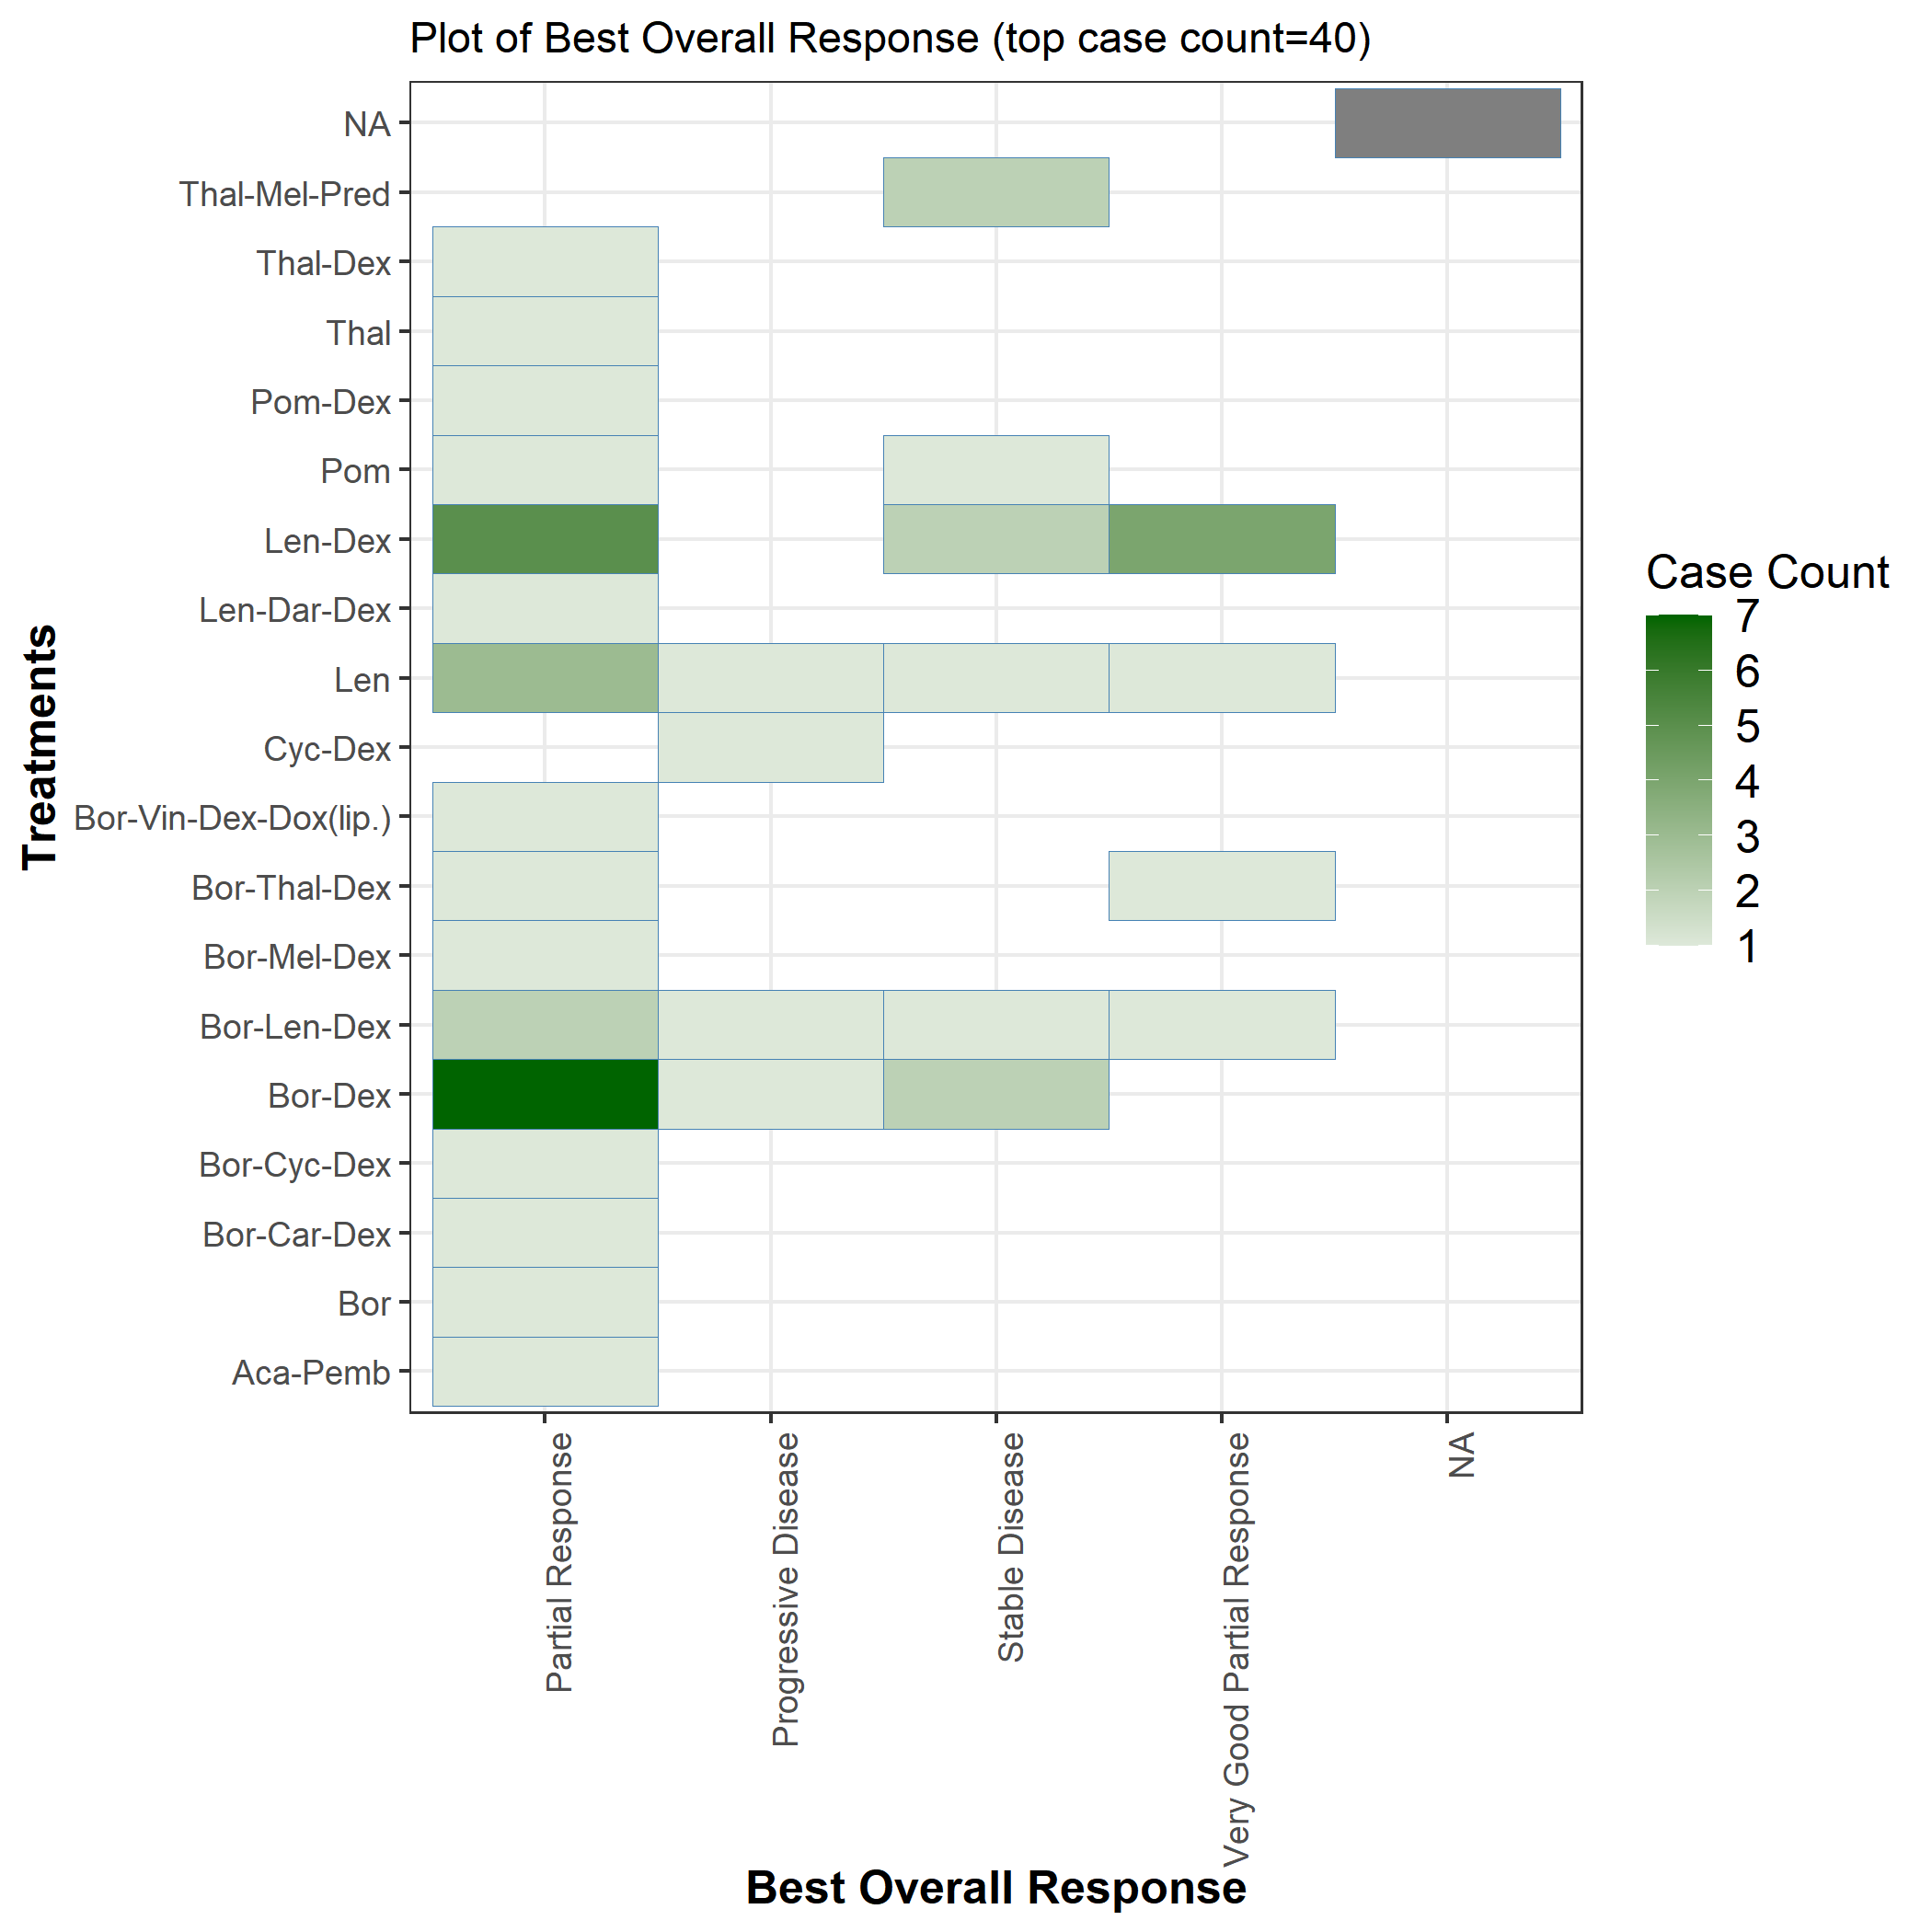 Plot of Best Overall Response (top case count=40)
Treatments
NA
Thal-Mel-Pred
Thal-Dex
Thal
Pom-Dex
Pom
Len-Dex
Len-Dar-Dex
Len
Cyc-Dex
Bor-Vin-Dex-Dox(lip.)
Bor-Thal-Dex
Bor-Mel-Dex
Bor-Len-Dex
Bor-Dex
Bor-Cyc-Dex
Bor-Car-Dex
Bor
Aca-Pemb
Partial Response
Progressive Disease
Stable Disease
Very Good Partial Response
NA
Best Overall Response
Case Count
7
6
5
4
3
2
1